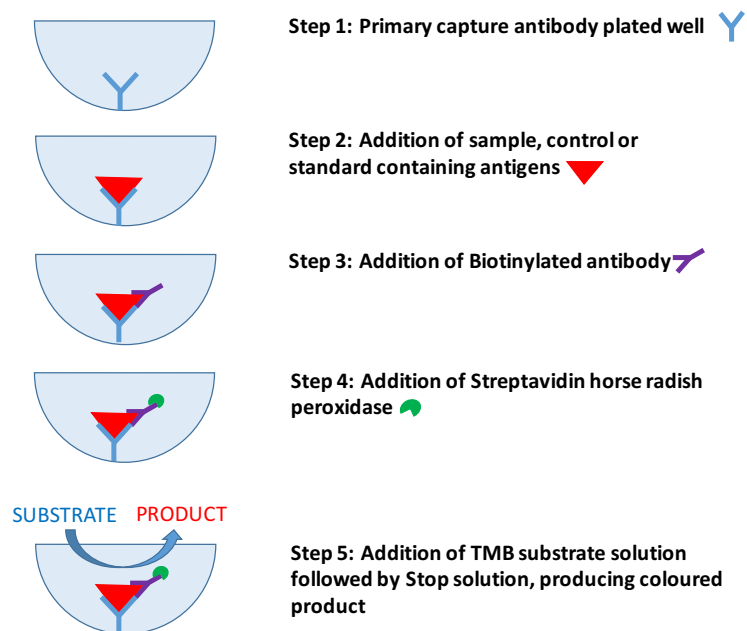 Step 1: Primary capture antibody plated well
Step 2: Addition of sample, control or
standard containing antigens
Step 3: Addition of Biotinylated antibody
Step 4: Addition of Streptavidin horse radish
peroxidase
SUBSTRATE PRODUCT
Step 5: Addition of TMB substrate solution
followed by Stop solution, producing coloured
product